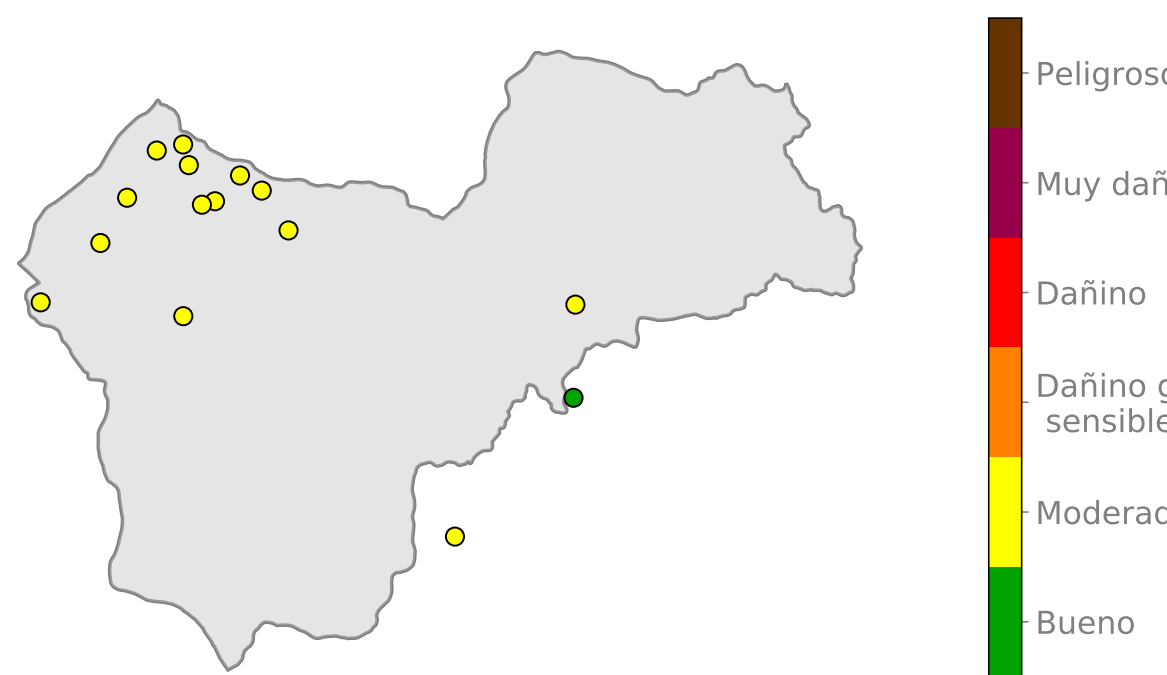 Peligroso
Muy dañ
Dañino
Dañino g
sensible
Moderad
Bueno